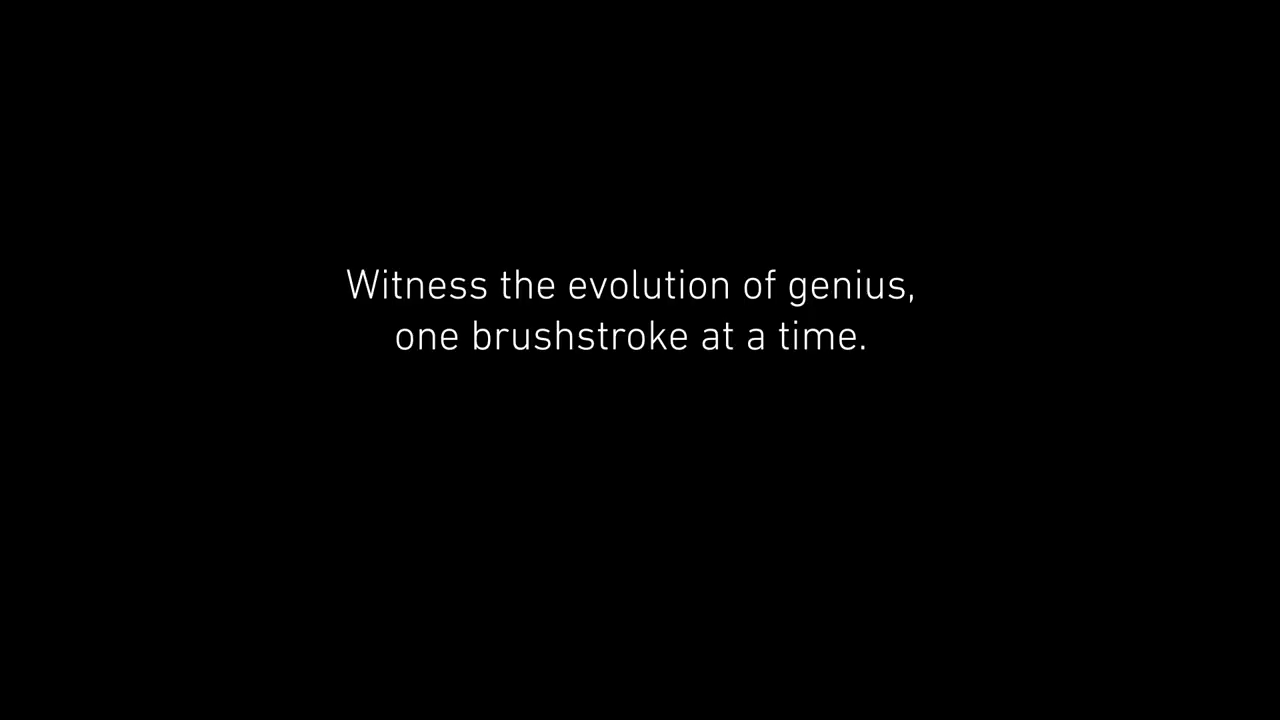 Witness the evolution of genius,
one brushstroke at a time.